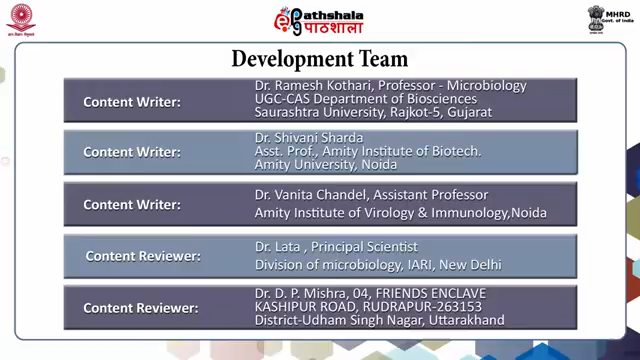 Pathshala
पाठशाला
MHRD
Govt. of India
Development Team
Content Writer:
Dr. Ramesh Kothari, Professor - Microbiology
UGC-CAS Department of Biosciences
Saurashtra University, Rajkot-5, Gujarat
Content Writer:
Dr. Shivani Sharda
Asst. Prof., Amity Institute of Biotech.
Amity University, Noida
Content Writer:
Dr. Vanita Chandel, Assistant Professor
Amity Institute of Virology & Immunology,Noida
Content Reviewer:
Dr. Lata , Principal Scientist
Division of microbiology, IARI, New Delhi
Content Reviewer:
Dr. D. P. Mishra, 04, FRIENDS ENCLAVE
KASHIPUR ROAD, RUDRAPUR-263153
District-Udham Singh Nagar, Uttarakhand